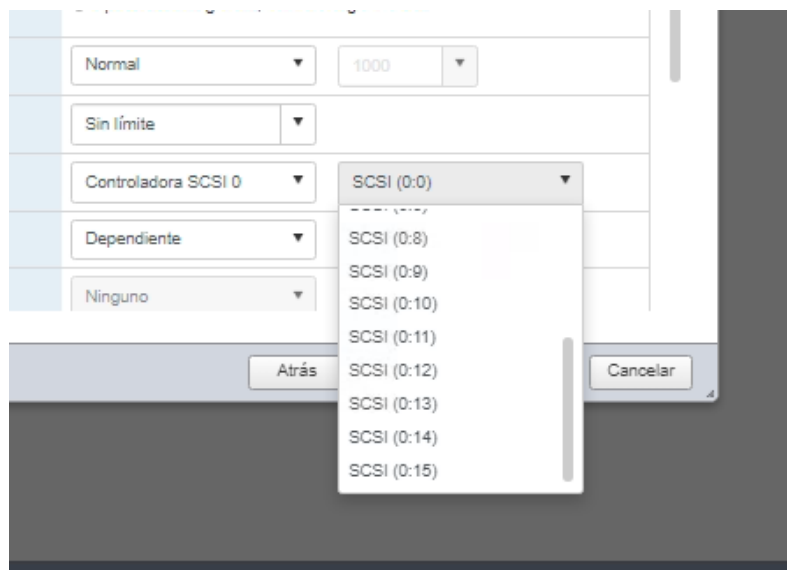 Normal 1000
Sin límite
Controladora SCSI 0 SCSI (0:0)
Dependiente SCSI (0:8)
SCSI (0:9)
Ninguno SCSI (0:10)
SCSI (0:11)
Atrás SCSI (0:12) Cancelar
SCSI (0:13)
SCSI (0:14)
SCSI (0:15)